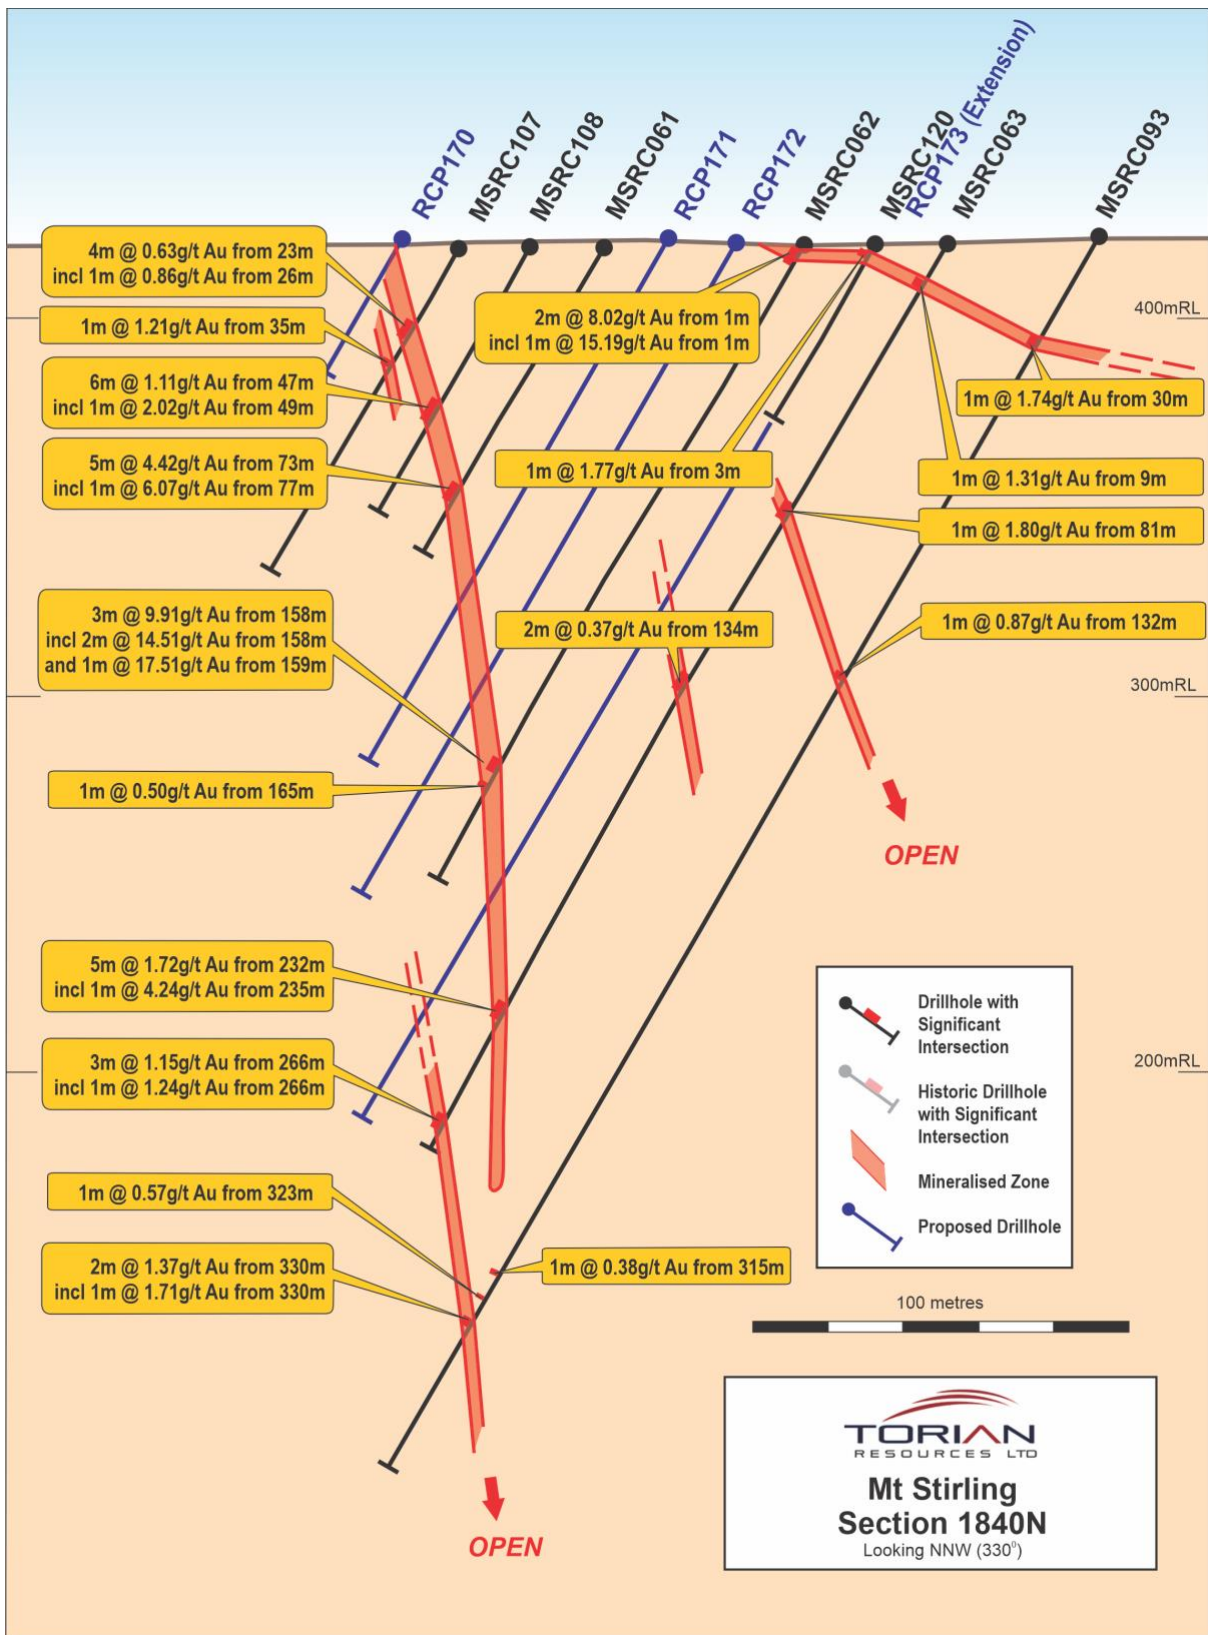 RCP170
MSRC107
MSRC108
MSRC061
RCP171
RCP172
MSRC062
MSRC120
RCP173 (Extension)
MSRC063
MSRC093
4m @ 0.63g/t Au from 23m
incl 1m @ 0.86g/t Au from 26m
1m @ 1.21g/t Au from 35m
6m @ 1.11g/t Au from 47m
incl 1m @ 2.02g/t Au from 49m
5m @ 4.42g/t Au from 73m
incl 1m @ 6.07g/t Au from 77m
2m @ 8.02g/t Au from 1m
incl 1m @ 15.19g/t Au from 1m
400mRL
1m @ 1.74g/t Au from 30m
1m @ 1.77g/t Au from 3m
1m @ 1.31g/t Au from 9m
1m @ 1.80g/t Au from 81m
3m @ 9.91g/t Au from 158m
incl 2m @ 14.51g/t Au from 158m
and 1m @ 17.51g/t Au from 159m
2m @ 0.37g/t Au from 134m
1m @ 0.87g/t Au from 132m
300mRL
1m @ 0.50g/t Au from 165m
OPEN
5m @ 1.72g/t Au from 232m
incl 1m @ 4.24g/t Au from 235m
3m @ 1.15g/t Au from 266m
incl 1m @ 1.24g/t Au from 266m
200mRL
1m @ 0.57g/t Au from 323m
2m @ 1.37g/t Au from 330m
incl 1m @ 1.71g/t Au from 330m
1m @ 0.38g/t Au from 315m
OPEN
Drillhole with
Significant
Intersection
Historic Drillhole
with Significant
Intersection
Mineralised Zone
Proposed Drillhole
100 metres
TORIAN
RESOURCES LTD
Mt Stirling
Section 1840N
Looking NNW (330⁰)